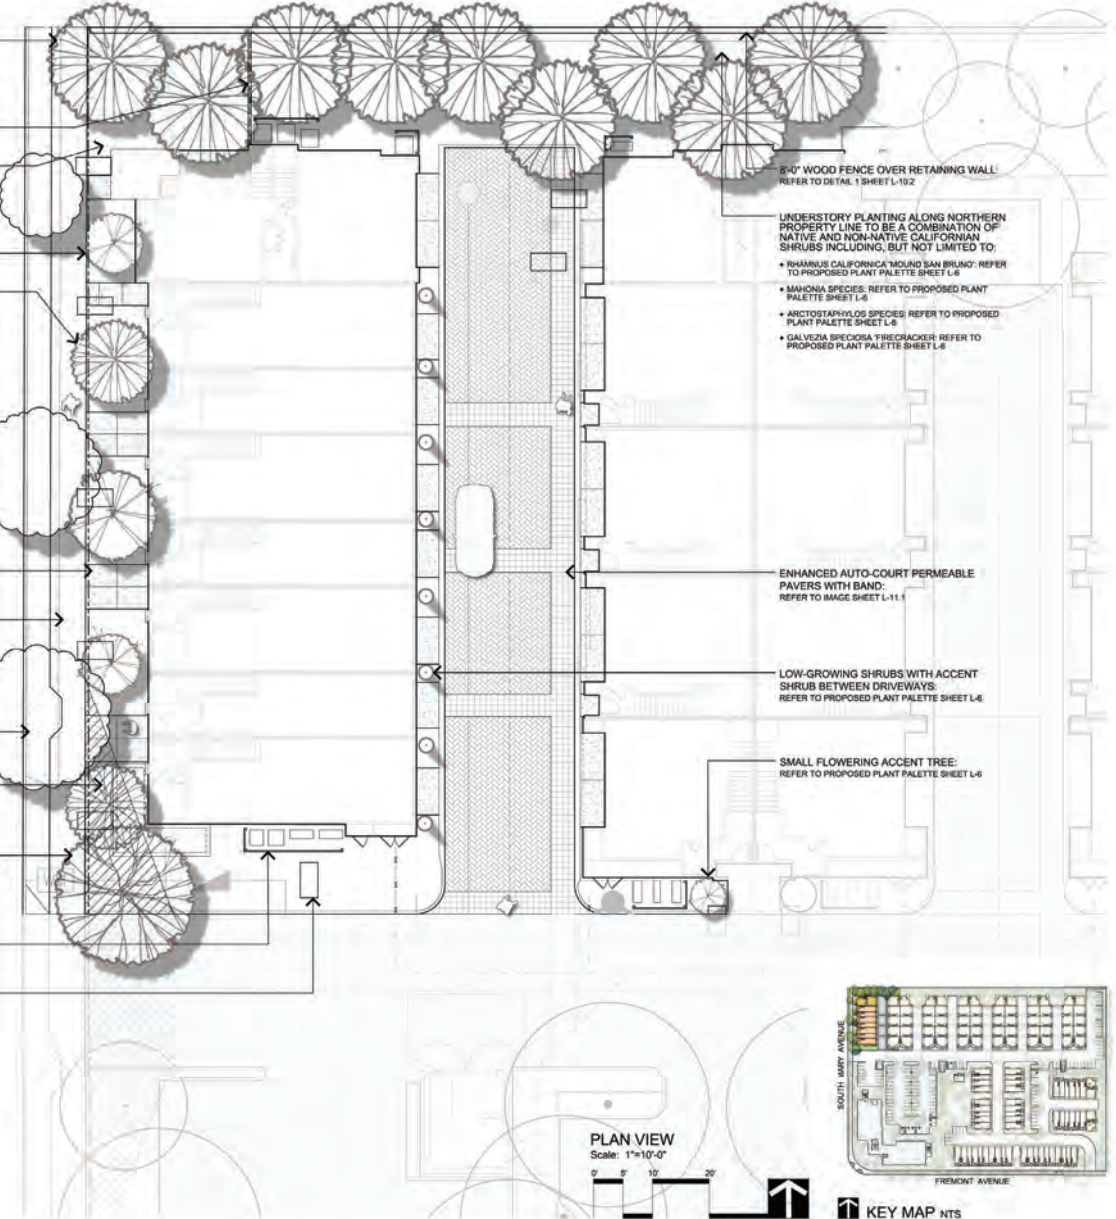 8'-0" WOOD FENCE OVER RETAINING WALL:
REFER TO DETAIL 1 SHEET L-10.2
UNDERSTORY PLANTING ALONG NORTHERN
PROPERTY LINE TO BE A COMBINATION OF
NATIVE AND NON-NATIVE CALIFORNIAN
SHRUBS INCLUDING, BUT NOT LIMITED TO:
• RHAMNUS CALIFORNICA 'MOUND SAN BRUNO': REFER
TO PROPOSED PLANT PALETTE SHEET L-6
• MAHONIA SPECIES: REFER TO PROPOSED PLANT
PALETTE SHEET L-6
• ARCTOSTAPHYLOS SPECIES: REFER TO PROPOSED
PLANT PALETTE SHEET L-6
• GALVEZIA SPECIOSA 'FIRECRACKER: REFER TO
PROPOSED PLANT PALETTE SHEET L-6
ENHANCED AUTO-COURT PERMEABLE
PAVERS WITH BAND:
REFER TO IMAGE SHEET L-11.1
LOW-GROWING SHRUBS WITH ACCENT
SHRUB BETWEEN DRIVEWAYS:
REFER TO PROPOSED PLANT PALETTE SHEET L-6
SMALL FLOWERING ACCENT TREE:
REFER TO PROPOSED PLANT PALETTE SHEET L-6
PLAN VIEW
Scale: 1"=10'-0"
0' 5' 10' 20'
SOUTH MARY AVENUE
FREMONT AVENUE
KEY MAP NTS